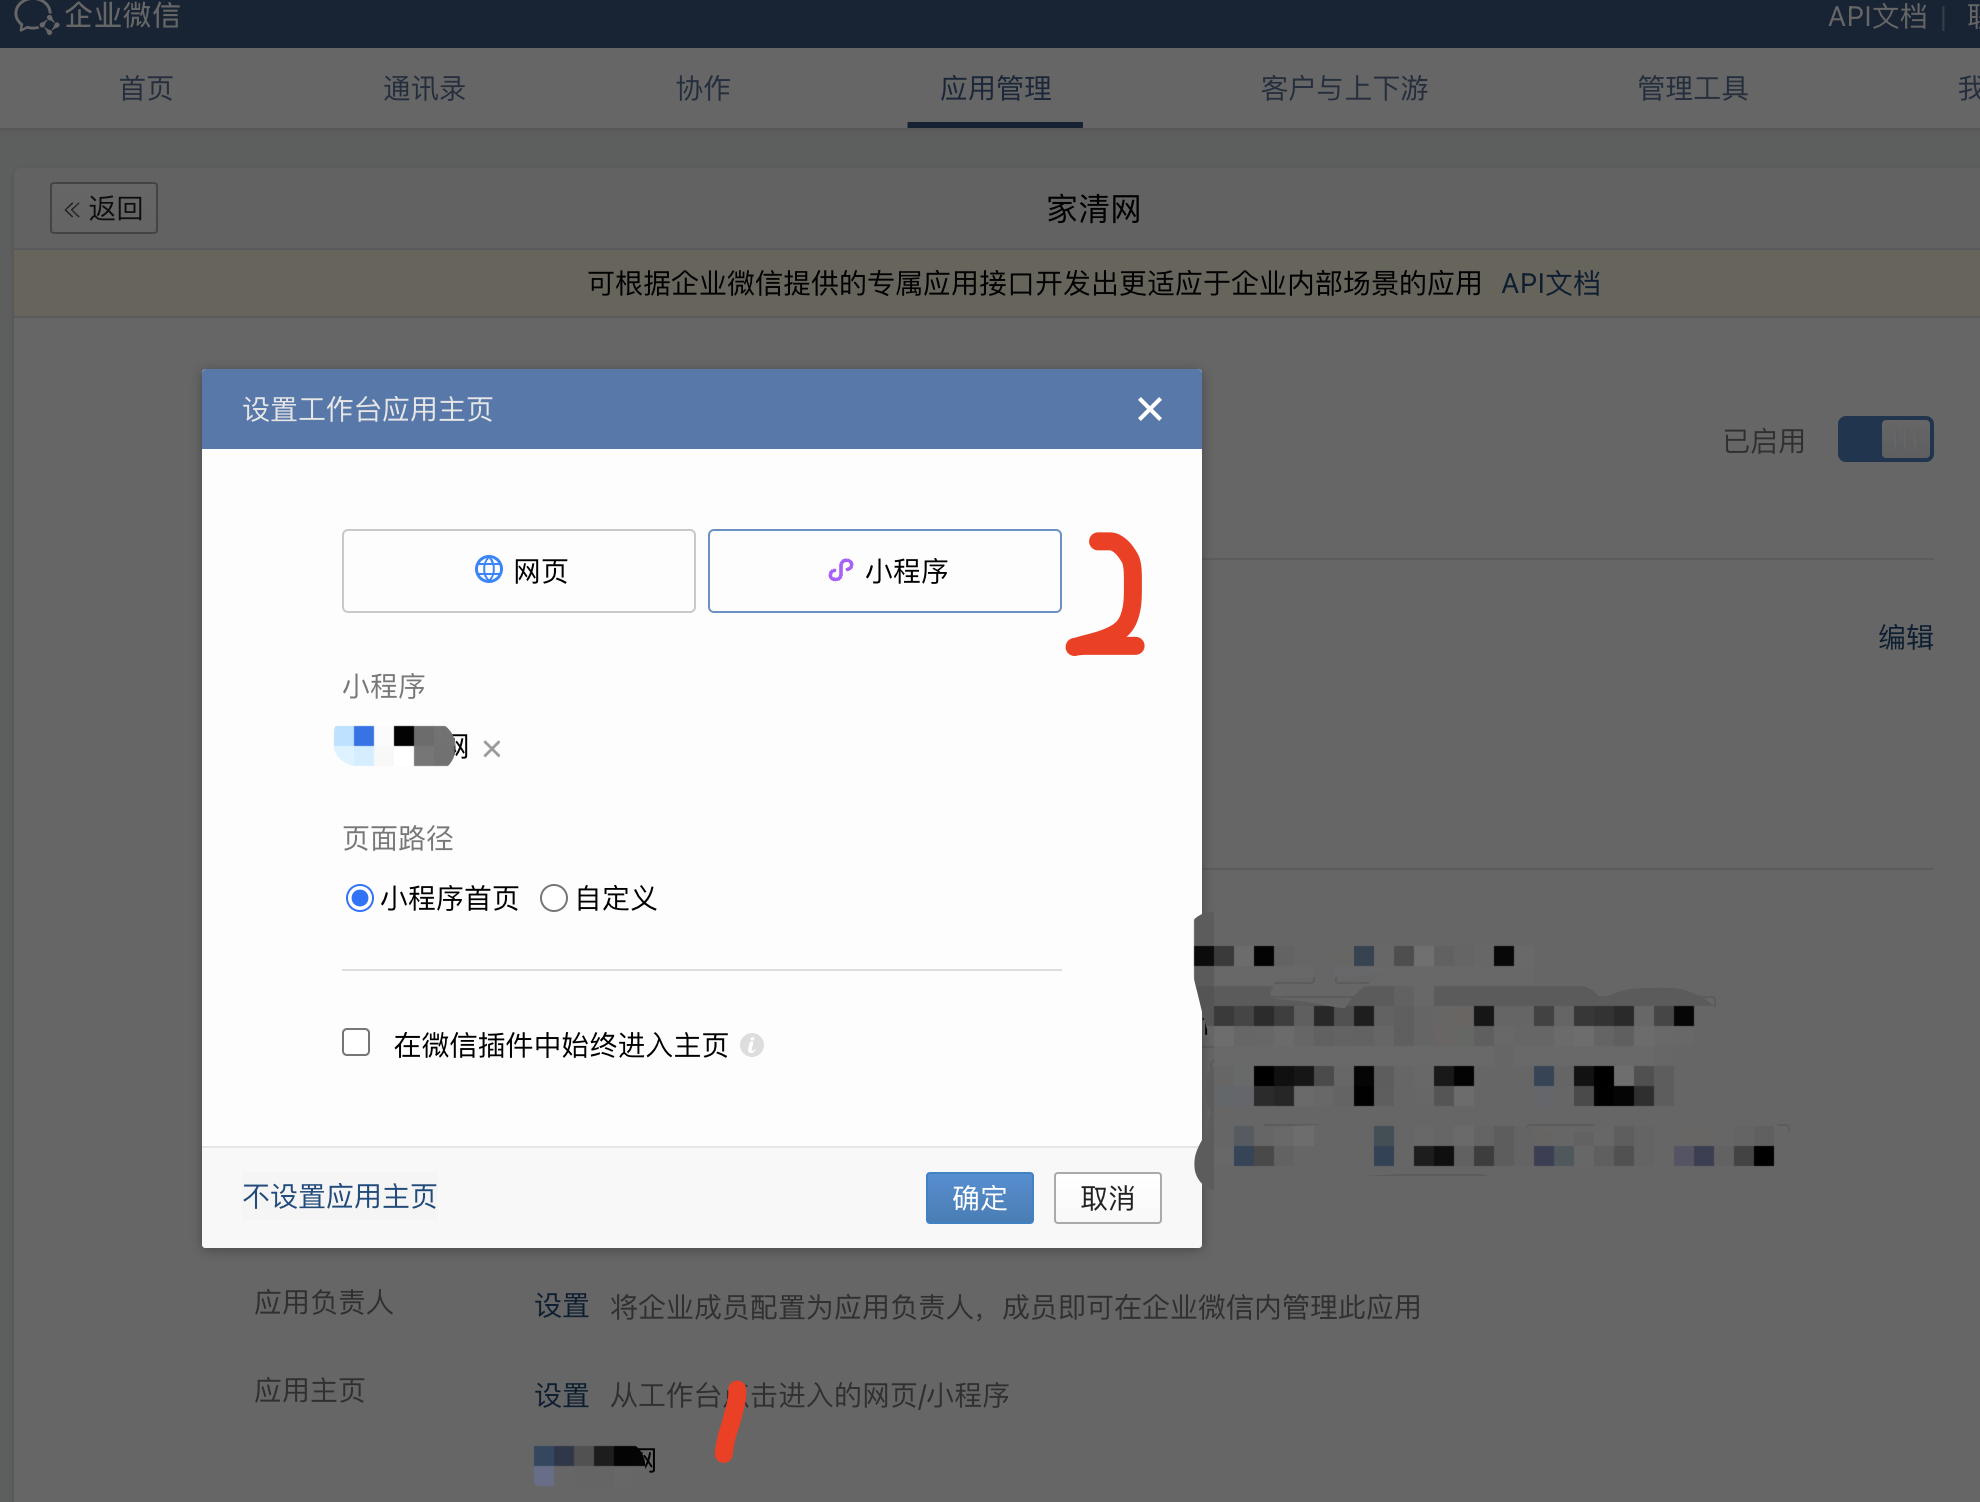 企业微信
API文档
首页 通讯录 协作 应用管理 客户与上下游 管理工具 我
« 返回
家清网
可根据企业微信提供的专属应用接口开发出更适应于企业内部场景的应用 API文档
设置工作台应用主页
已启用
网页 小程序
2
编辑
小程序
网
页面路径
小程序首页 自定义
在微信插件中始终进入主页
不设置应用主页
确定 取消
应用负责人 设置 将企业成员配置为应用负责人，成员即可在企业微信内管理此应用
应用主页 设置 从工作台点击进入的网页/小程序
1
网